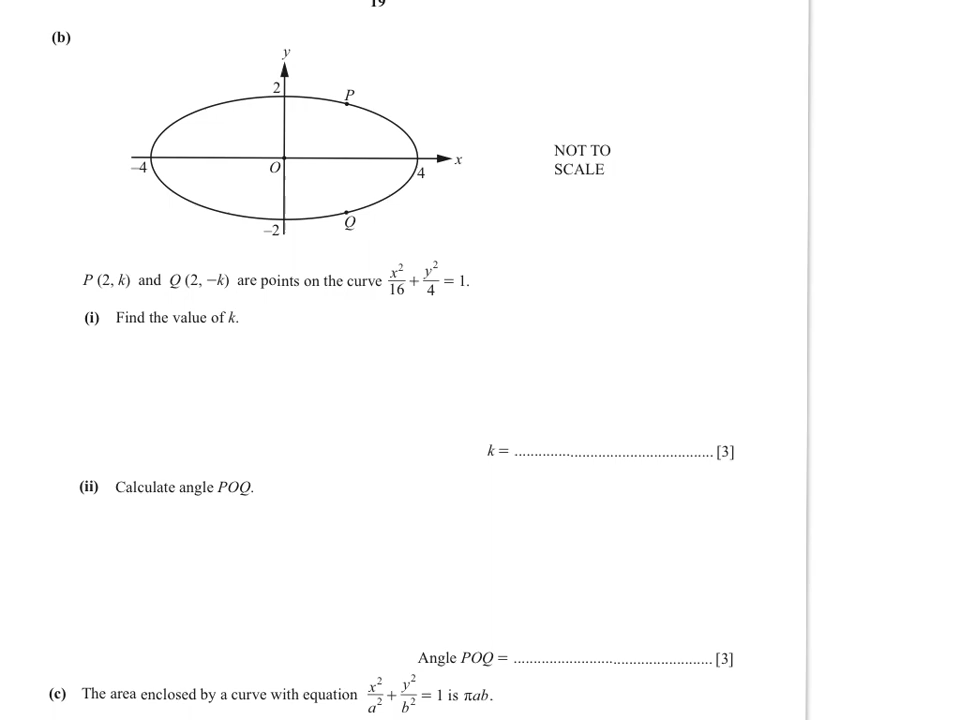 19
(b)
y
2
P
NOT TO
SCALE
–4
O
4
x
–2
Q
P (2, k) and Q (2, −k) are points on the curve x²/16 + y²/4 = 1.
(i) Find the value of k.
k = .................................................. [3]
(ii) Calculate angle POQ.
Angle POQ = .................................................. [3]
(c) The area enclosed by a curve with equation x²/a² + y²/b² = 1 is πab.